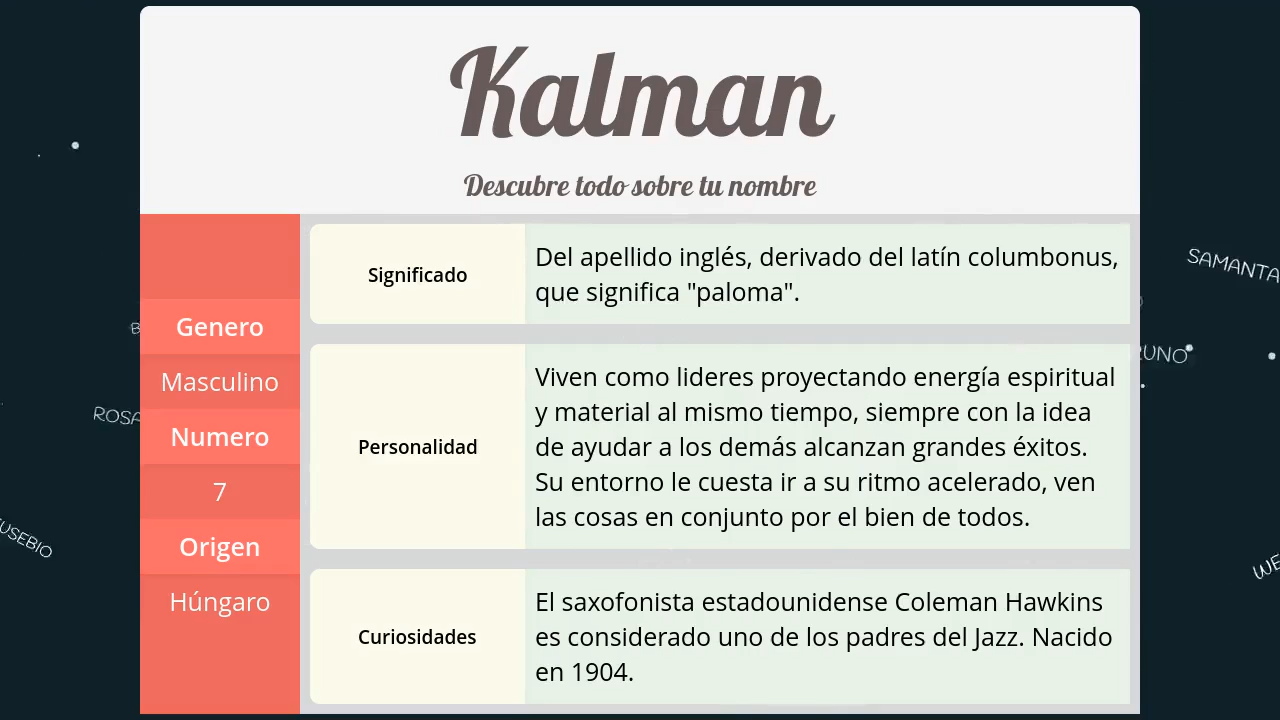 Kalman
Descubre todo sobre tu nombre
Genero
Masculino
Numero
7
Origen
Húngaro
Significado
Del apellido inglés, derivado del latín columbonus,
que significa "paloma".
Personalidad
Viven como lideres proyectando energía espiritual
y material al mismo tiempo, siempre con la idea
de ayudar a los demás alcanzan grandes éxitos.
Su entorno le cuesta ir a su ritmo acelerado, ven
las cosas en conjunto por el bien de todos.
Curiosidades
El saxofonista estadounidense Coleman Hawkins
es considerado uno de los padres del Jazz. Nacido
en 1904.
SAMANTA
RUNO
ROSA
USEBIO
WE